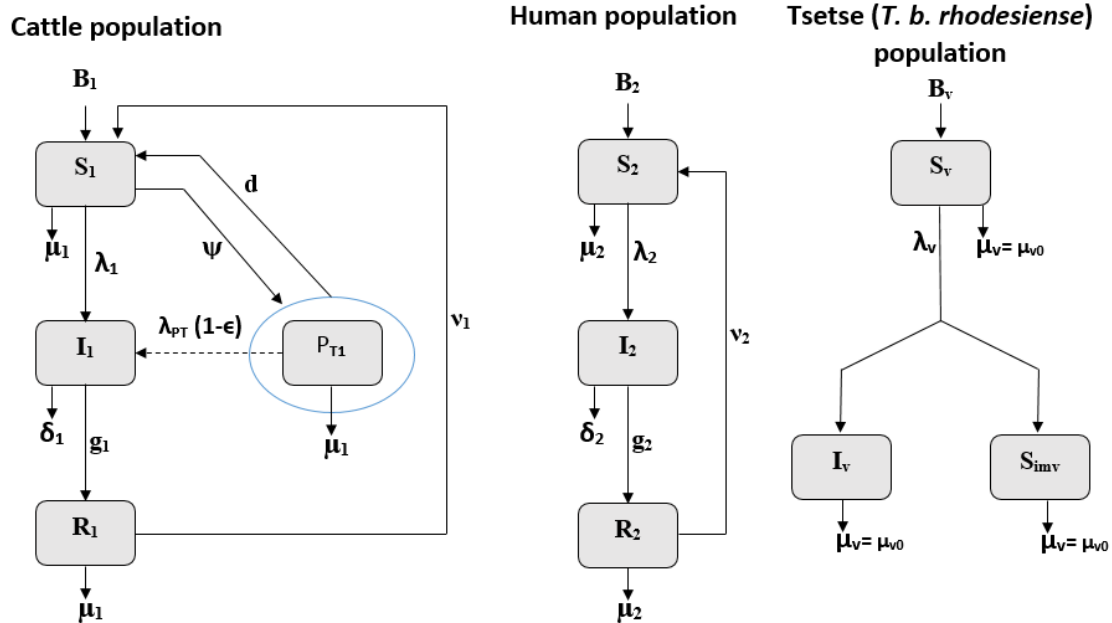 Cattle population
B₁
S₁
d
ψ
μ₁
λ₁
λPT (1-ϵ)
I₁
PT1
ν₁
δ₁
g₁
μ₁
R₁
μ₁
Human population
B₂
S₂
μ₂
λ₂
I₂
ν₂
δ₂
g₂
R₂
μ₂
Tsetse (T. b. rhodesiense)
population
Bv
Sv
λv
μv= μv0
Iv
Simv
μv= μv0
μv= μv0